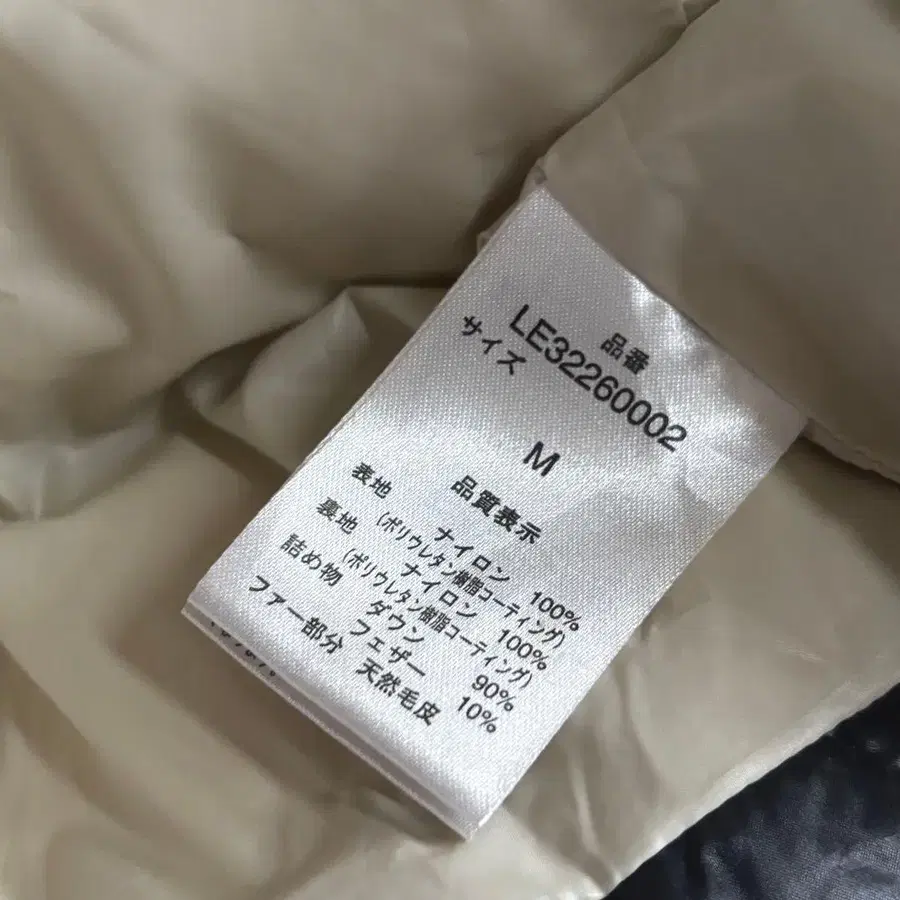 品番
LE32260002
サイズ
M
品質表示
表地 ナイロン 100%
(ポリウレタン樹脂コーティング)
裏地 ナイロン 100%
(ポリウレタン樹脂コーティング)
詰め物 ダウン 90%
フェザー 10%
ファー部分 天然毛皮